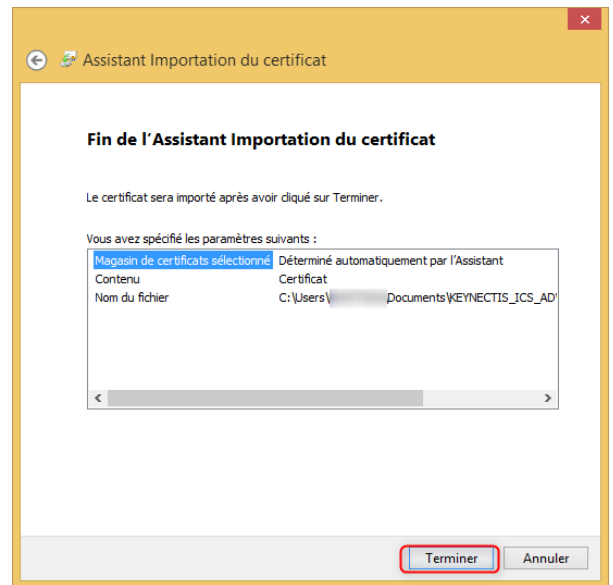 Assistant Importation du certificat
Fin de l'Assistant Importation du certificat
Le certificat sera importé après avoir cliqué sur Terminer.
Vous avez spécifié les paramètres suivants :
Magasin de certificats sélectionné Déterminé automatiquement par l'Assistant
Contenu Certificat
Nom du fichier C:\Users\ Documents\KEYNECTIS_ICS_AD
Terminer Annuler